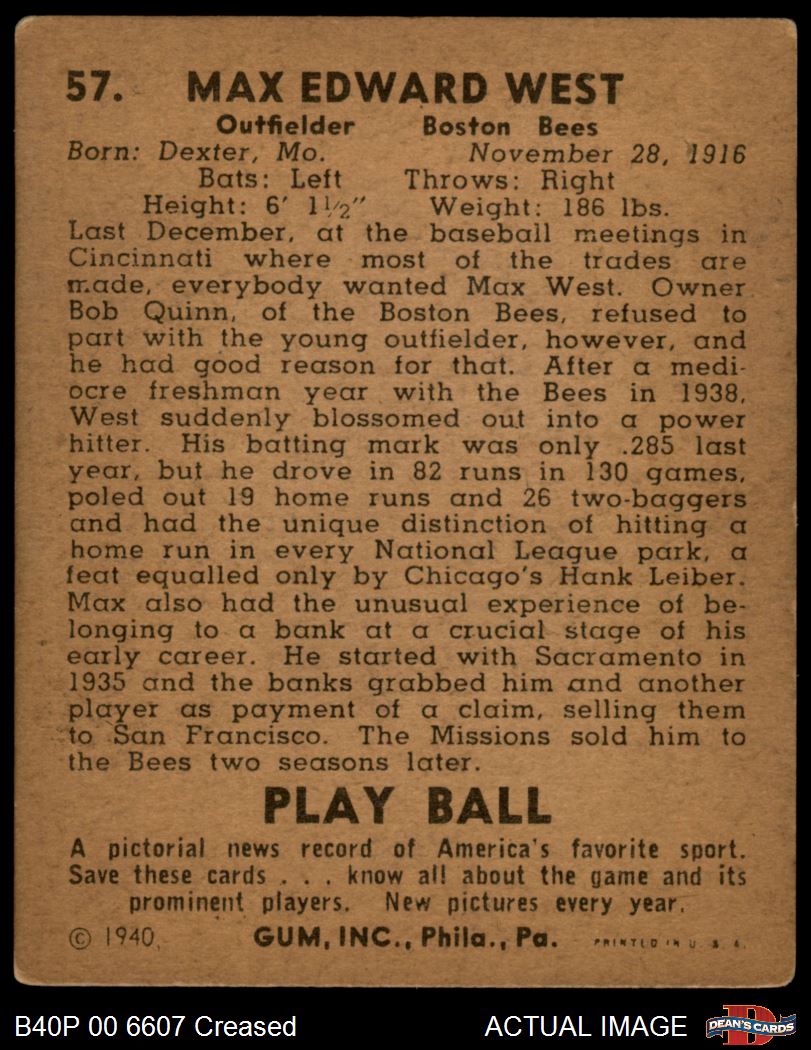 57. MAX EDWARD WEST
Outfielder Boston Bees
Born: Dexter, Mo. November 28, 1916
Bats: Left Throws: Right
Height: 6' 1½" Weight: 186 lbs.
Last December, at the baseball meetings in
Cincinnati where most of the trades are
made, everybody wanted Max West. Owner
Bob Quinn, of the Boston Bees, refused to
part with the young outfielder, however, and
he had good reason for that. After a medi-
ocre freshman year with the Bees in 1938,
West suddenly blossomed out into a power
hitter. His batting mark was only .285 last
year, but he drove in 82 runs in 130 games,
poled out 19 home runs and 26 two-baggers
and had the unique distinction of hitting a
home run in every National League park, a
feat equalled only by Chicago's Hank Leiber.
Max also had the unusual experience of be-
longing to a bank at a crucial stage of his
early career. He started with Sacramento in
1935 and the banks grabbed him and another
player as payment of a claim, selling them
to San Francisco. The Missions sold him to
the Bees two seasons later.
PLAY BALL
A pictorial news record of America's favorite sport.
Save these cards . . . know all about the game and its
prominent players. New pictures every year.
© 1940 GUM, INC., Phila., Pa. PRINTED IN U. S. A.
B40P 00 6607 Creased ACTUAL IMAGE DEAN'S CARDS